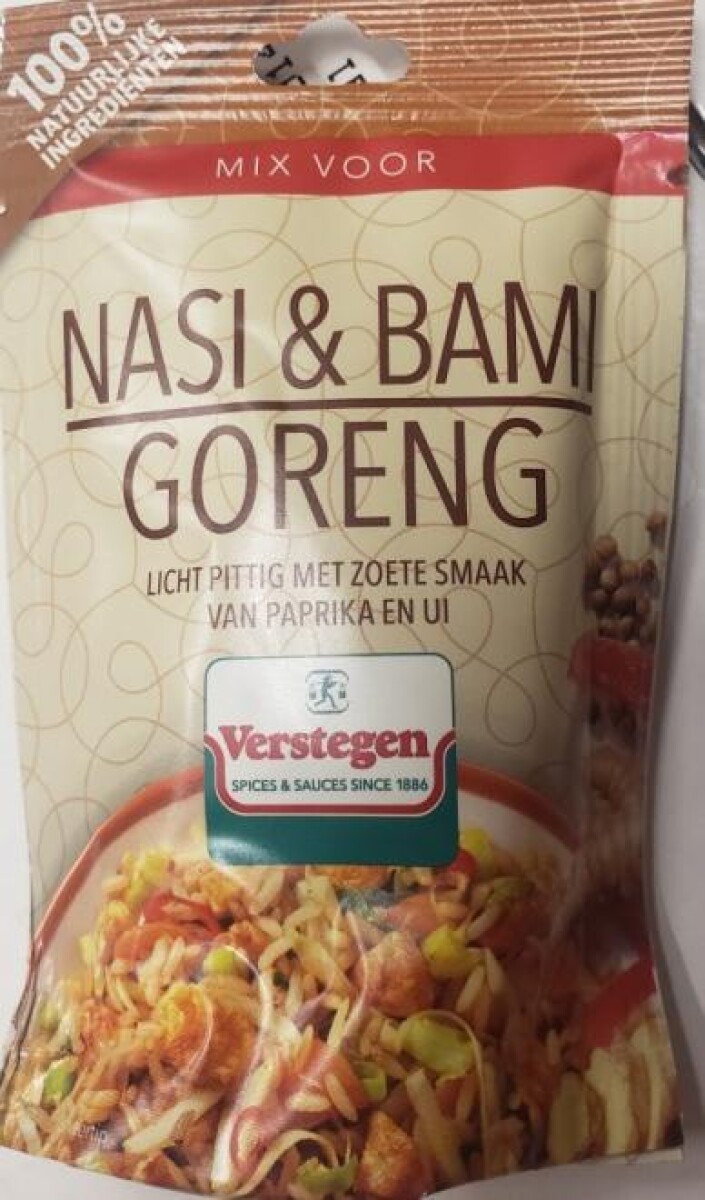 100%
NATUURLIJKE
INGREDIËNTEN
MIX VOOR
NASI & BAMI
GORENG
LICHT PITTIG MET ZOETE SMAAK
VAN PAPRIKA EN UI
Verstegen
SPICES & SAUCES SINCE 1886